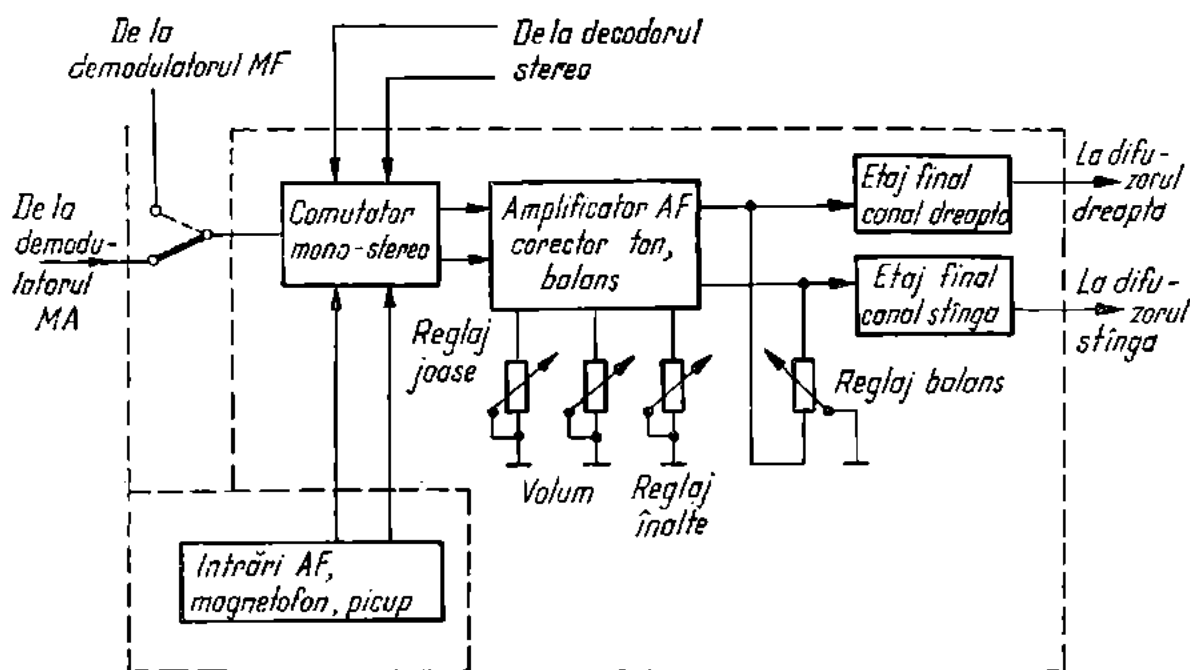 De la
demodulatorul MF
De la decodorul
stereo
De la
demodu-
latorul
MA
Comutator
mono-stereo
Amplificator AF
corector ton,
balans
Etaj final
canal dreapta
La difu-
zorul
dreapta
Etaj final
canal stînga
La difu-
zorul
stînga
Reglaj
joase
Reglaj balans
Volum
Reglaj
înalte
Intrări AF,
magnetofon, picup